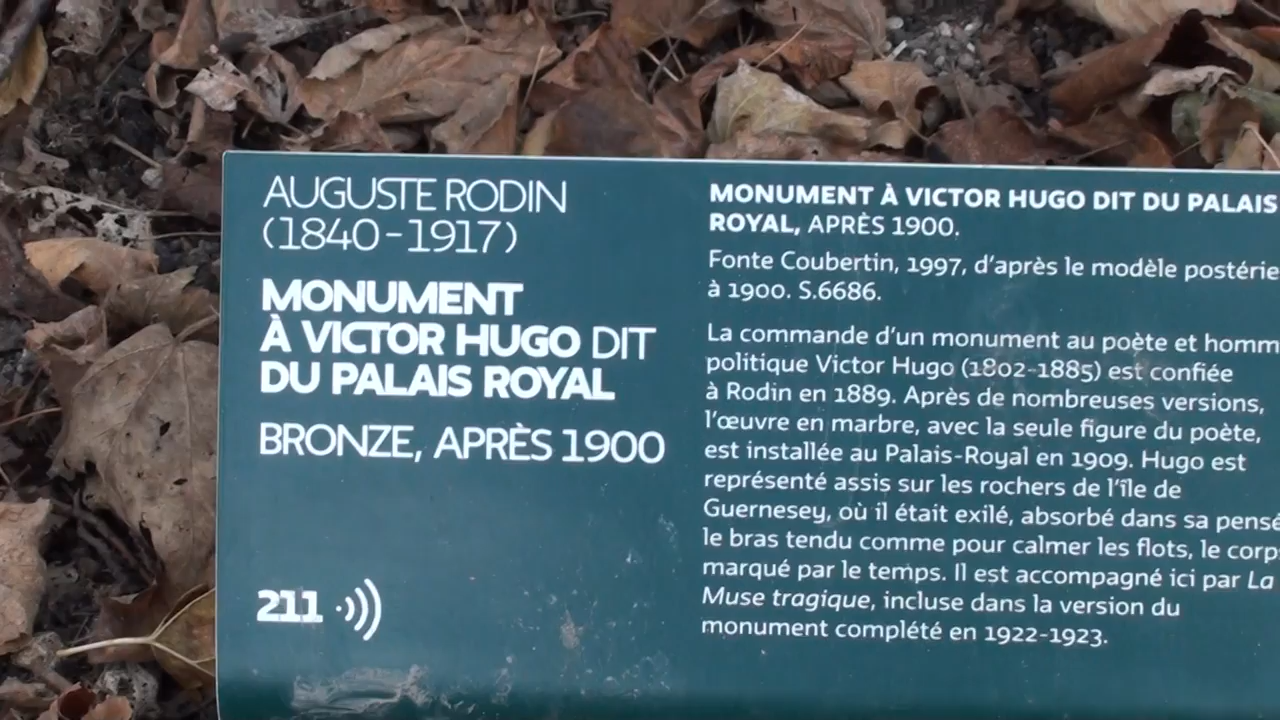 AUGUSTE RODIN
(1840-1917)
MONUMENT
À VICTOR HUGO DIT
DU PALAIS ROYAL
BRONZE, APRÈS 1900
211
MONUMENT À VICTOR HUGO DIT DU PALAIS
ROYAL, APRÈS 1900.
Fonte Coubertin, 1997, d'après le modèle
à 1900. S.6686.
La commande d'un monument au poète et
politique Victor Hugo (1802-1885) est confiée
à Rodin en 1889. Après de nombreuses versions,
l'œuvre en marbre, avec la seule figure du poète,
est installée au Palais-Royal en 1909. Hugo est
représenté assis sur les rochers de l'île de
Guernesey, où il était exilé, absorbé dans sa
le bras tendu comme pour calmer les flots, le
marqué par le temps. Il est accompagné ici par La
Muse tragique, incluse dans la version du
monument complété en 1922-1923.